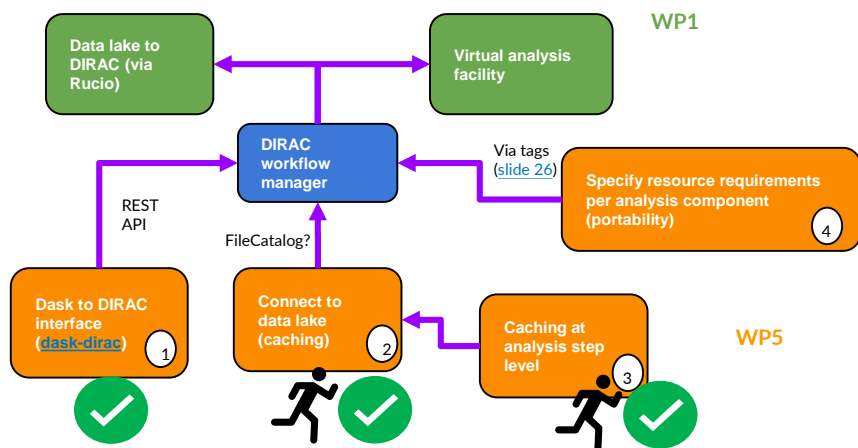 WP1
Data lake to
DIRAC (via
Rucio)
Virtual analysis
facility
DIRAC
workflow
manager
Via tags
(slide 26)
Specify resource requirements
per analysis component
(portability)
4
REST
API
FileCatalog?
Dask to DIRAC
interface
(dask-dirac)
1
Connect to
data lake
(caching)
2
Caching at
analysis step
level
3
WP5